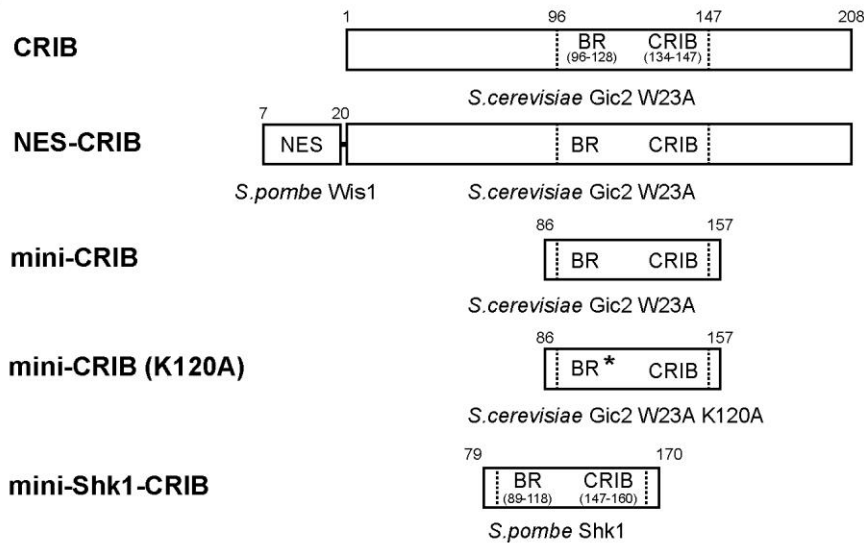 1 96 147 208
CRIB BR CRIB
(96-128) (134-147)
S.cerevisiae Gic2 W23A
7 20
NES-CRIB NES BR CRIB
S.pombe Wis1 S.cerevisiae Gic2 W23A
86 157
mini-CRIB BR CRIB
S.cerevisiae Gic2 W23A
86 157
mini-CRIB (K120A) BR* CRIB
S.cerevisiae Gic2 W23A K120A
79 170
mini-Shk1-CRIB BR CRIB
(89-118) (147-160)
S.pombe Shk1